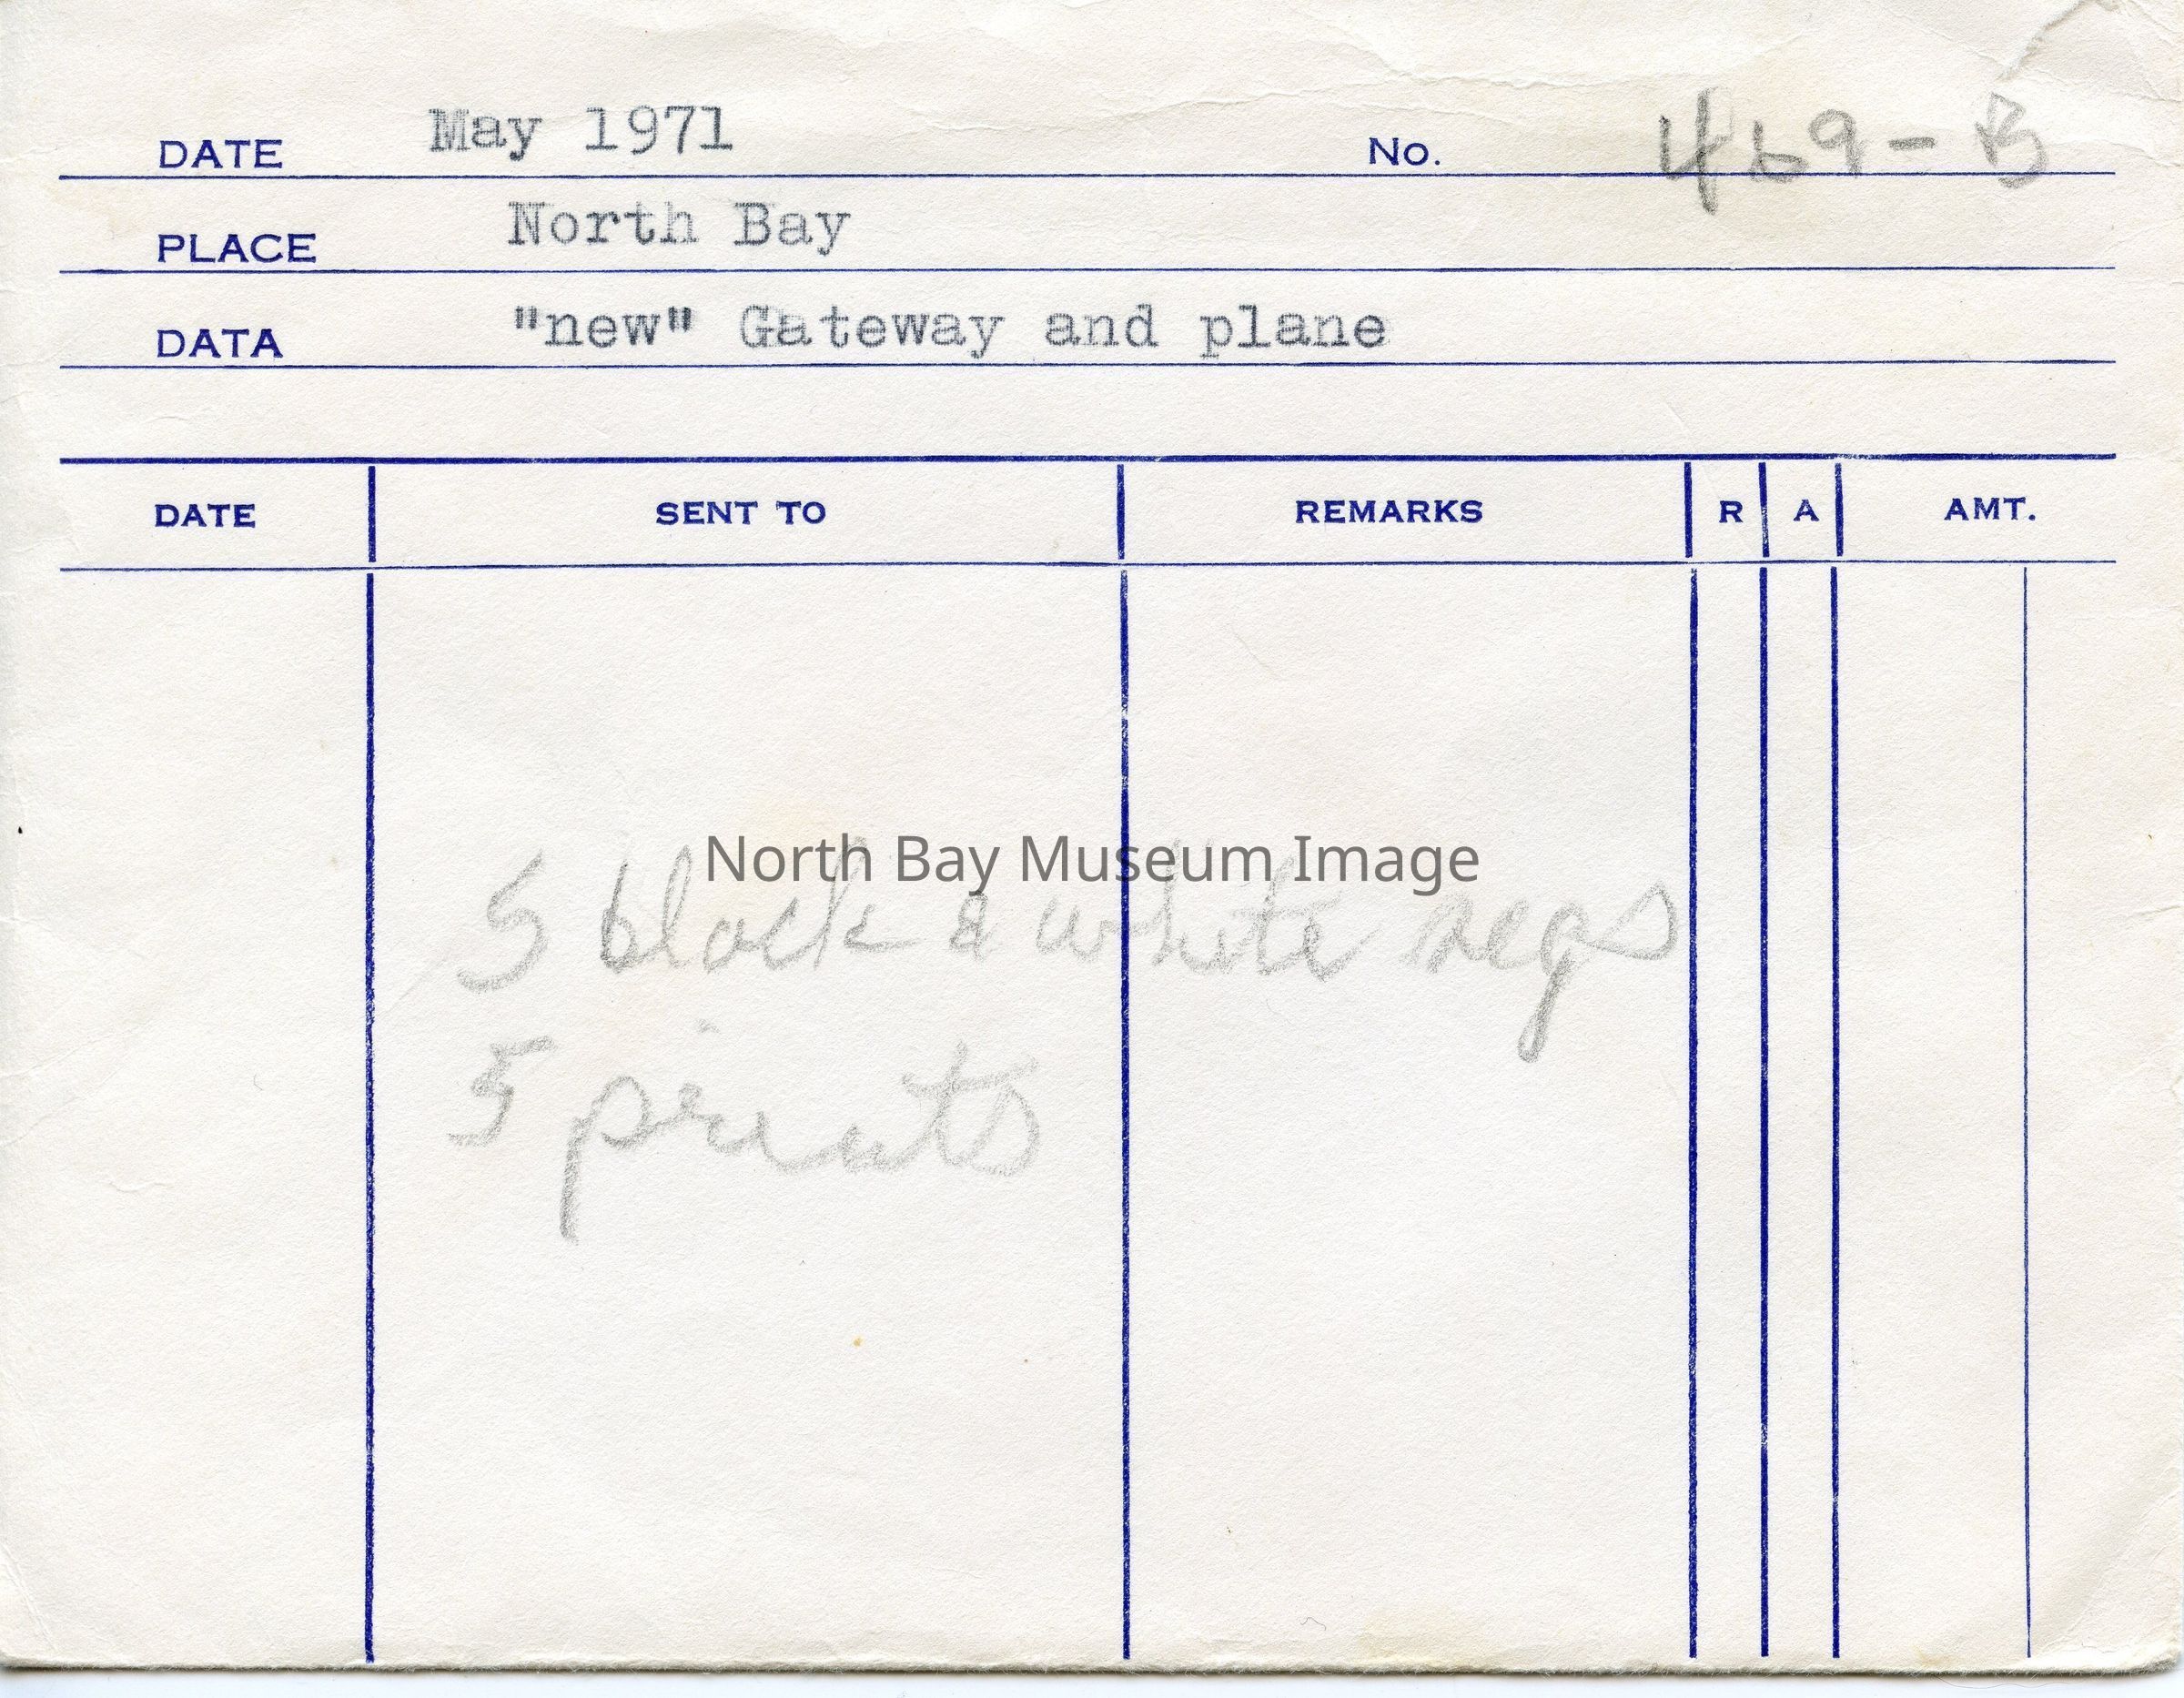 DATE May 1971 No. 469-B
PLACE North Bay
DATA "new" Gateway and plane
DATE SENT TO REMARKS R A AMT.
North Bay Museum Image
5 black & white negs
5 prints